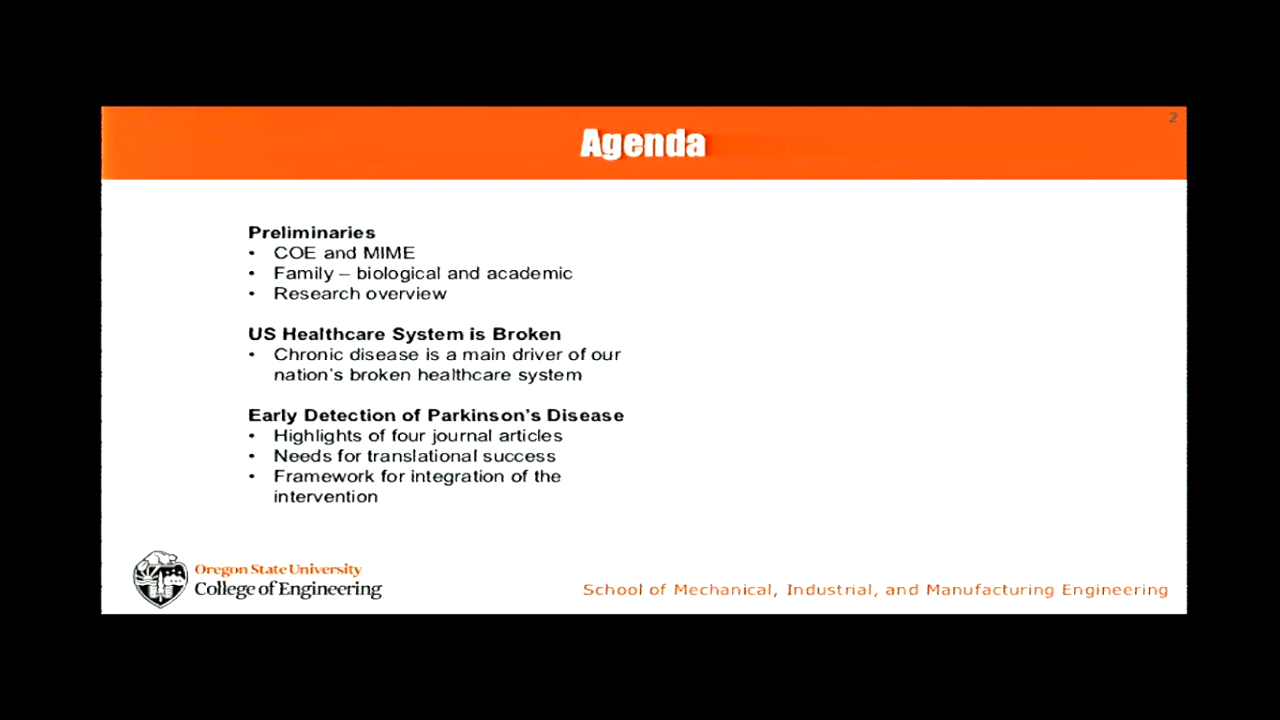 2
Agenda
Preliminaries
• COE and MIME
• Family – biological and academic
• Research overview
US Healthcare System is Broken
• Chronic disease is a main driver of our
nation's broken healthcare system
Early Detection of Parkinson's Disease
• Highlights of four journal articles
• Needs for translational success
• Framework for integration of the
intervention
Oregon State University
College of Engineering
School of Mechanical, Industrial, and Manufacturing Engineering